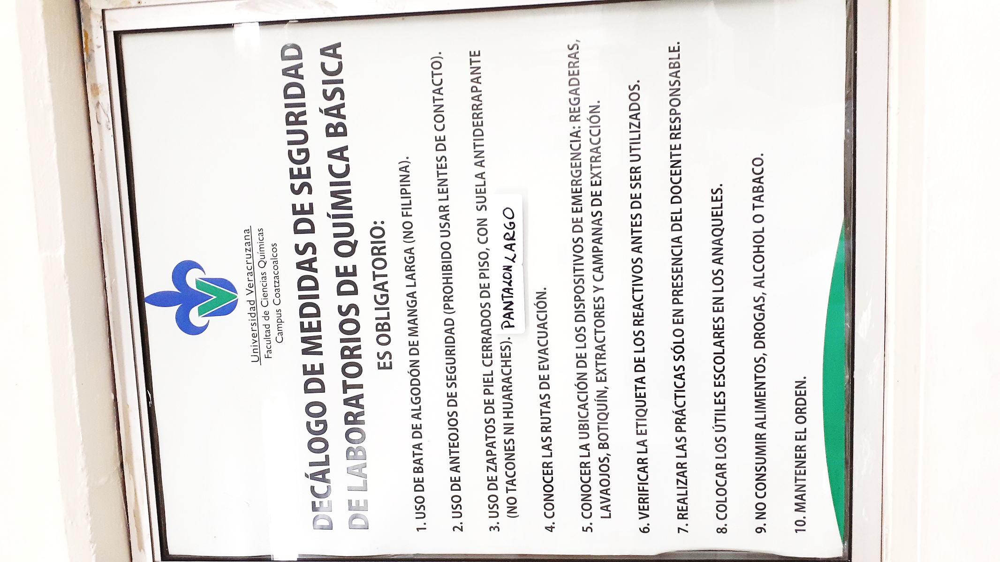 Universidad Veracruzana
Facultad de Ciencias Químicas
Campus Coatzacoalcos
DECÁLOGO DE MEDIDAS DE SEGURIDAD
DE LABORATORIOS DE QUÍMICA BÁSICA
ES OBLIGATORIO:
1. USO DE BATA DE ALGODÓN DE MANGA LARGA (NO FILIPINA).
2. USO DE ANTEOJOS DE SEGURIDAD (PROHIBIDO USAR LENTES DE CONTACTO).
3. USO DE ZAPATOS DE PIEL CERRADOS DE PISO, CON SUELA ANTIDERRAPANTE
(NO TACONES NI HUARACHES). PANTALON LARGO
4. CONOCER LAS RUTAS DE EVACUACIÓN.
5. CONOCER LA UBICACIÓN DE LOS DISPOSITIVOS DE EMERGENCIA: REGADERAS,
LAVAOJOS, BOTIQUÍN, EXTRACTORES Y CAMPANAS DE EXTRACCIÓN.
6. VERIFICAR LA ETIQUETA DE LOS REACTIVOS ANTES DE SER UTILIZADOS.
7. REALIZAR LAS PRÁCTICAS SÓLO EN PRESENCIA DEL DOCENTE RESPONSABLE.
8. COLOCAR LOS ÚTILES ESCOLARES EN LOS ANAQUELES.
9. NO CONSUMIR ALIMENTOS, DROGAS, ALCOHOL O TABACO.
10. MANTENER EL ORDEN.